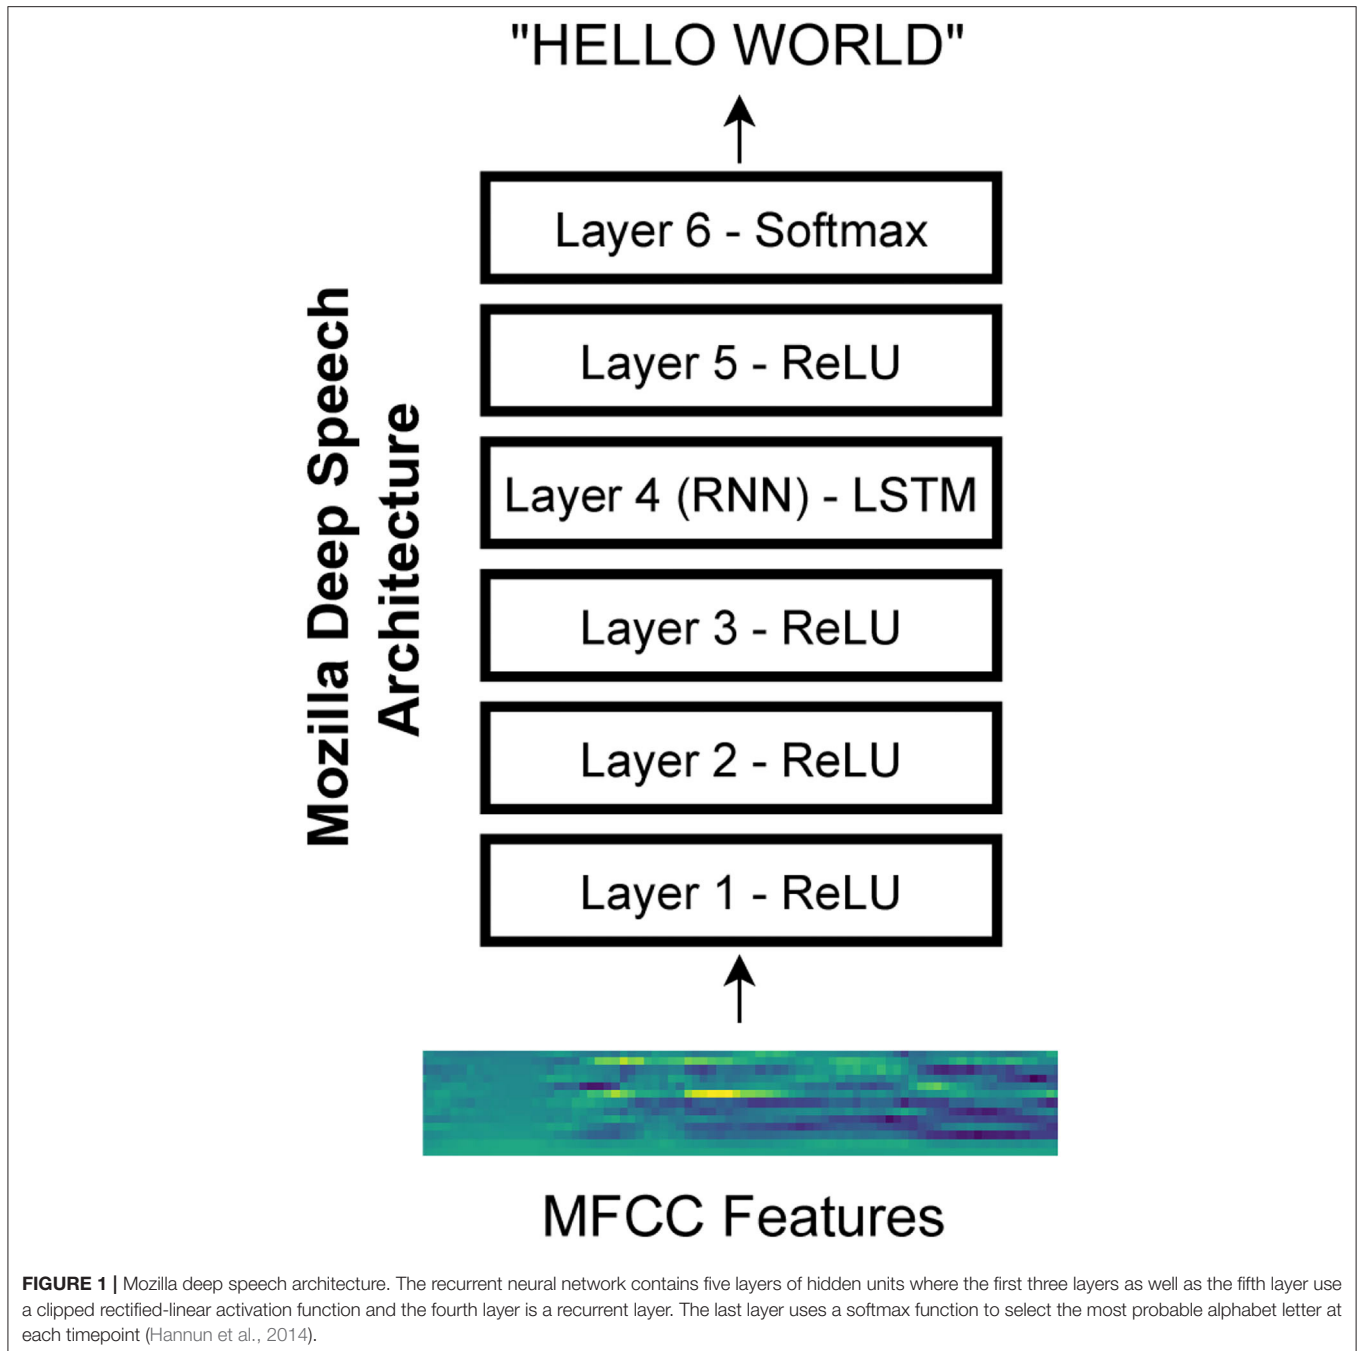 "HELLO WORLD"
Layer 6 - Softmax
Layer 5 - ReLU
Layer 4 (RNN) - LSTM
Layer 3 - ReLU
Layer 2 - ReLU
Layer 1 - ReLU
Mozilla Deep Speech
Architecture
MFCC Features
FIGURE 1 | Mozilla deep speech architecture. The recurrent neural network contains five layers of hidden units where the first three layers as well as the fifth layer use
a clipped rectified-linear activation function and the fourth layer is a recurrent layer. The last layer uses a softmax function to select the most probable alphabet letter at
each timepoint (Hannun et al., 2014).